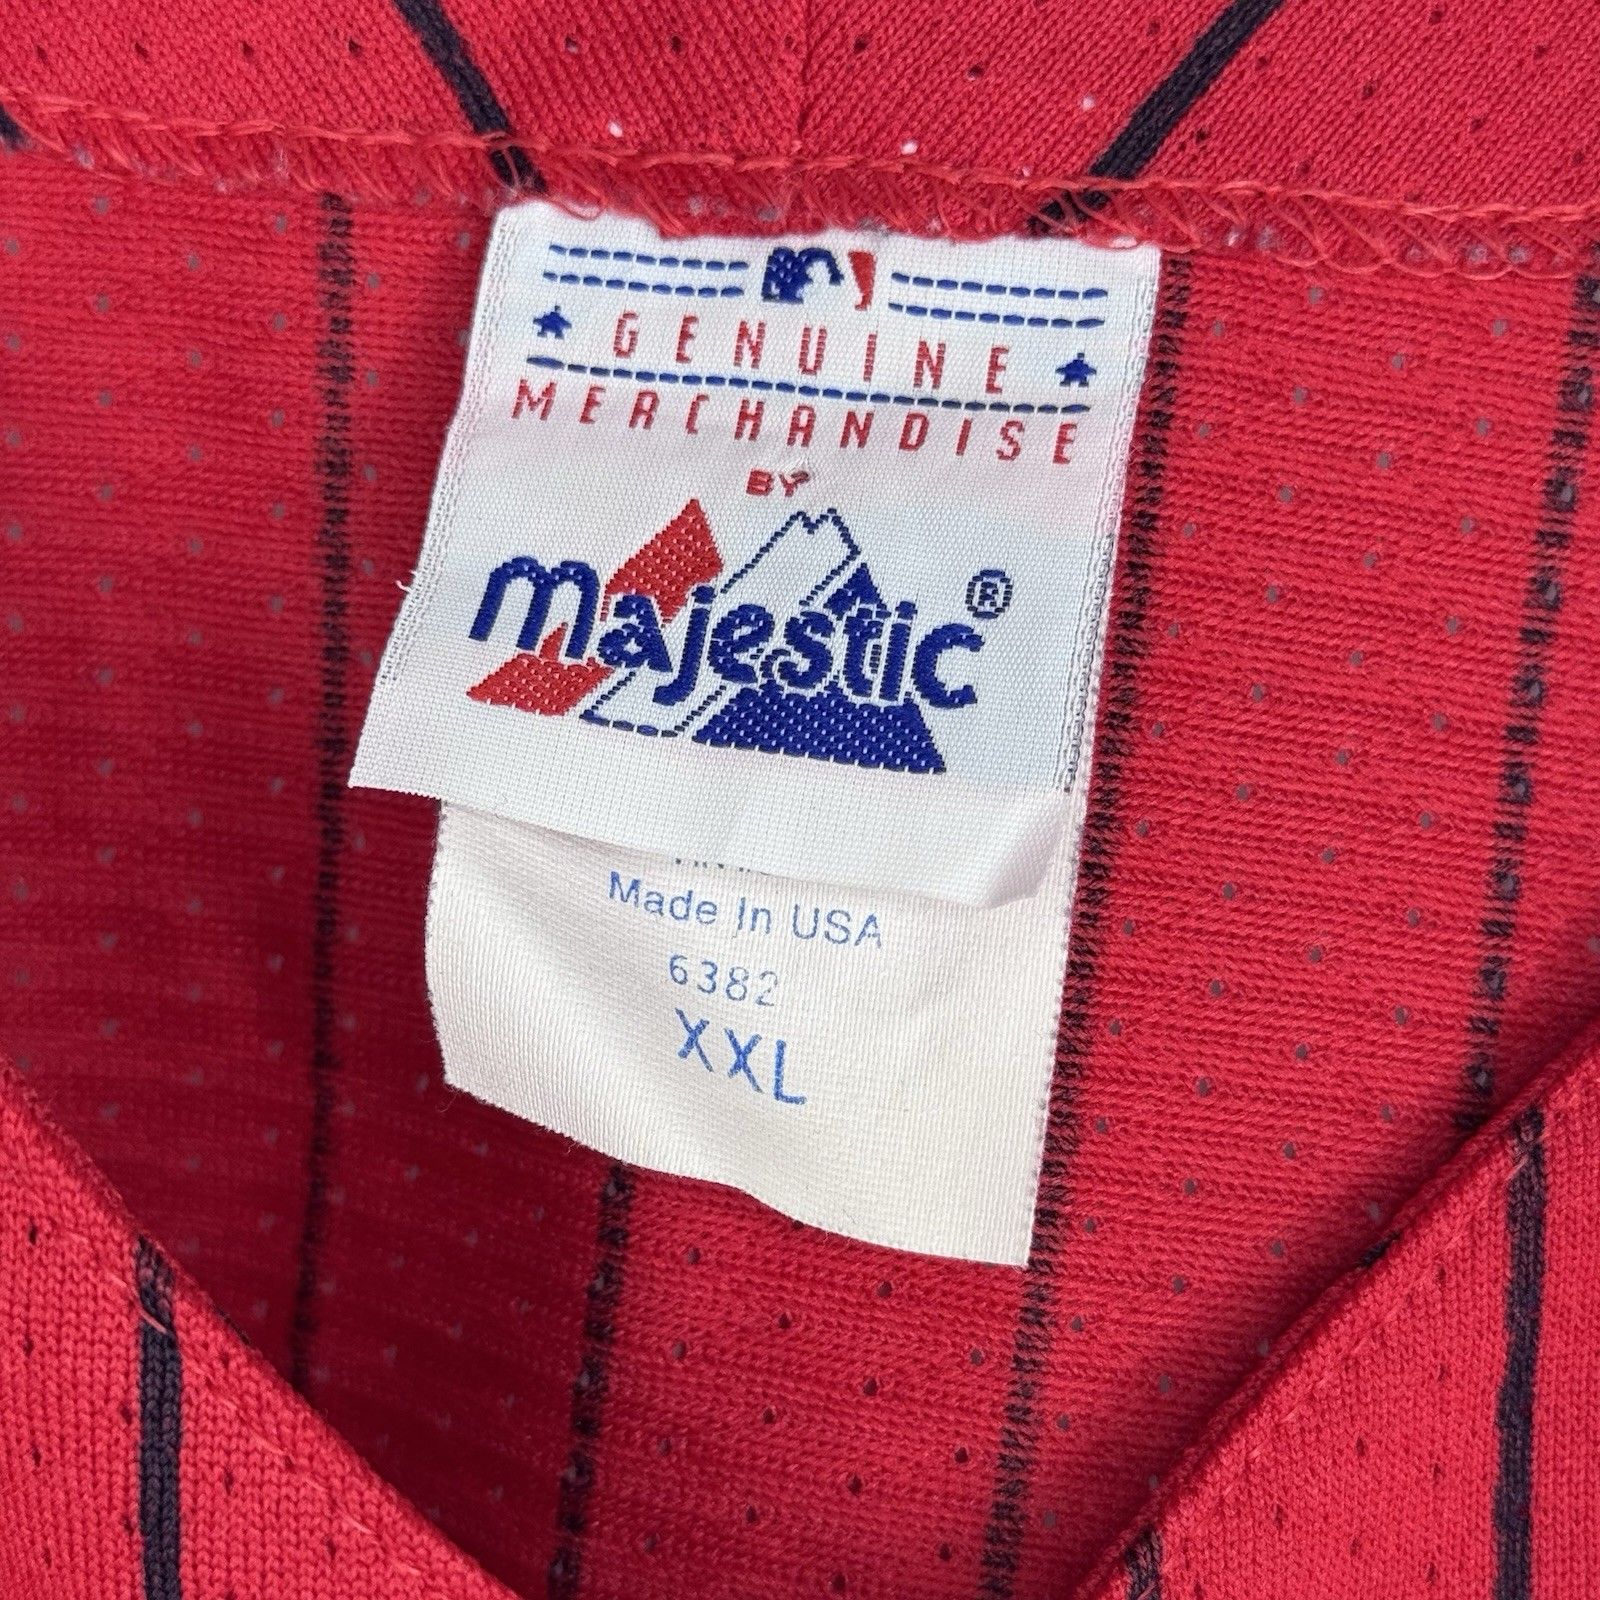 GENUINE
MERCHANDISE
BY
majestic®
Made In USA
6382
XXL